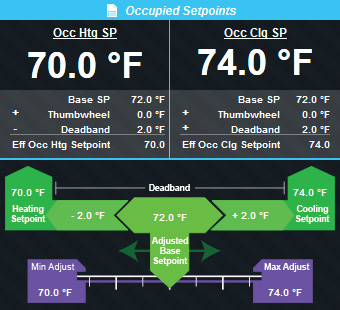 Occupied Setpoints
Occ Htg SP
70.0 °F
Base SP 72.0 °F
+ Thumbwheel 0.0 °F
- Deadband 2.0 °F
Eff Occ Htg Setpoint 70.0
Occ Clg SP
74.0 °F
Base SP 72.0 °F
+ Thumbwheel 0.0 °F
+ Deadband 2.0 °F
Eff Occ Clg Setpoint 74.0
Deadband
70.0 °F
Heating
Setpoint
- 2.0 °F
72.0 °F
Adjusted
Base
Setpoint
+ 2.0 °F
74.0 °F
Cooling
Setpoint
Min Adjust
70.0 °F
Max Adjust
74.0 °F